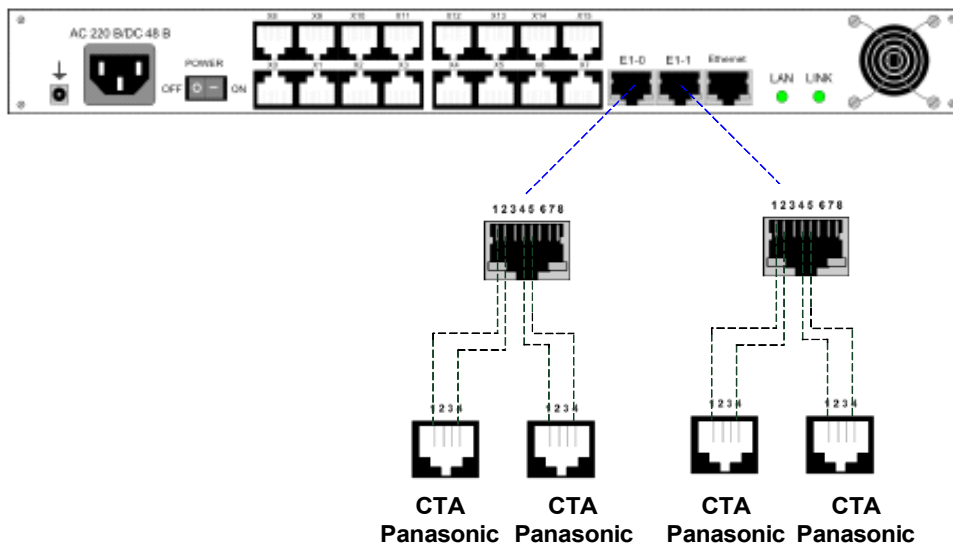 X8 X9 X10 X11 X12 X13 X14 X15
AC 220 В/DC 48 В
POWER
OFF ON
X0 X1 X2 X3 X4 X5 X6 X7
E1-0 E1-1 Ethernet
LAN LINK
1 2 3 4 5 6 7 8
1 2 3 4 5 6 7 8
1 2 3 4
1 2 3 4
1 2 3 4
1 2 3 4
CTA CTA CTA CTA
Panasonic Panasonic Panasonic Panasonic